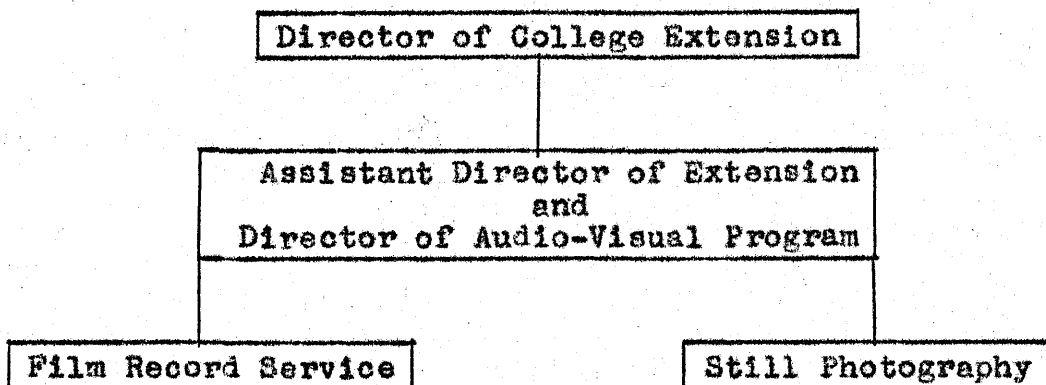 Director of College Extension
Assistant Director of Extension
and
Director of Audio-Visual Program
Film Record Service
Still Photography